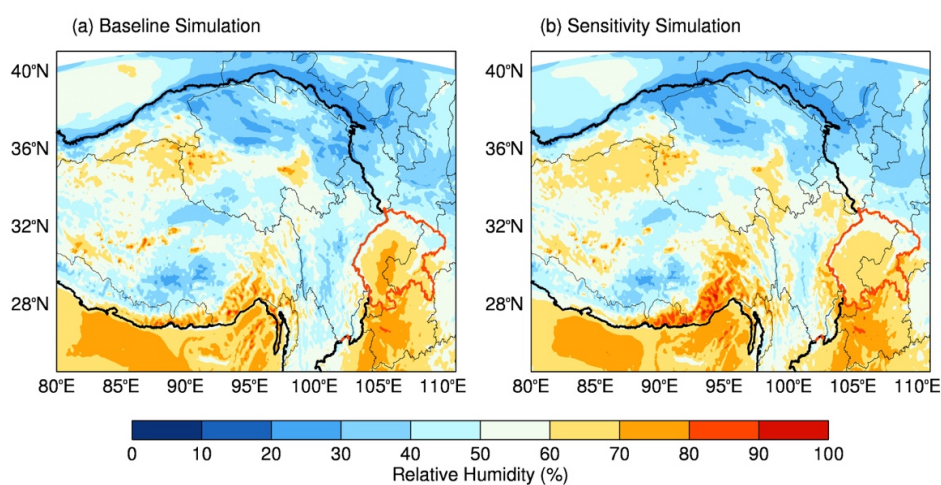 (a) Baseline Simulation
(b) Sensitivity Simulation
40°N
36°N
32°N
28°N
80°E 85°E 90°E 95°E 100°E 105°E 110°E
40°N
36°N
32°N
28°N
80°E 85°E 90°E 95°E 100°E 105°E 110°E
0 10 20 30 40 50 60 70 80 90 100
Relative Humidity (%)